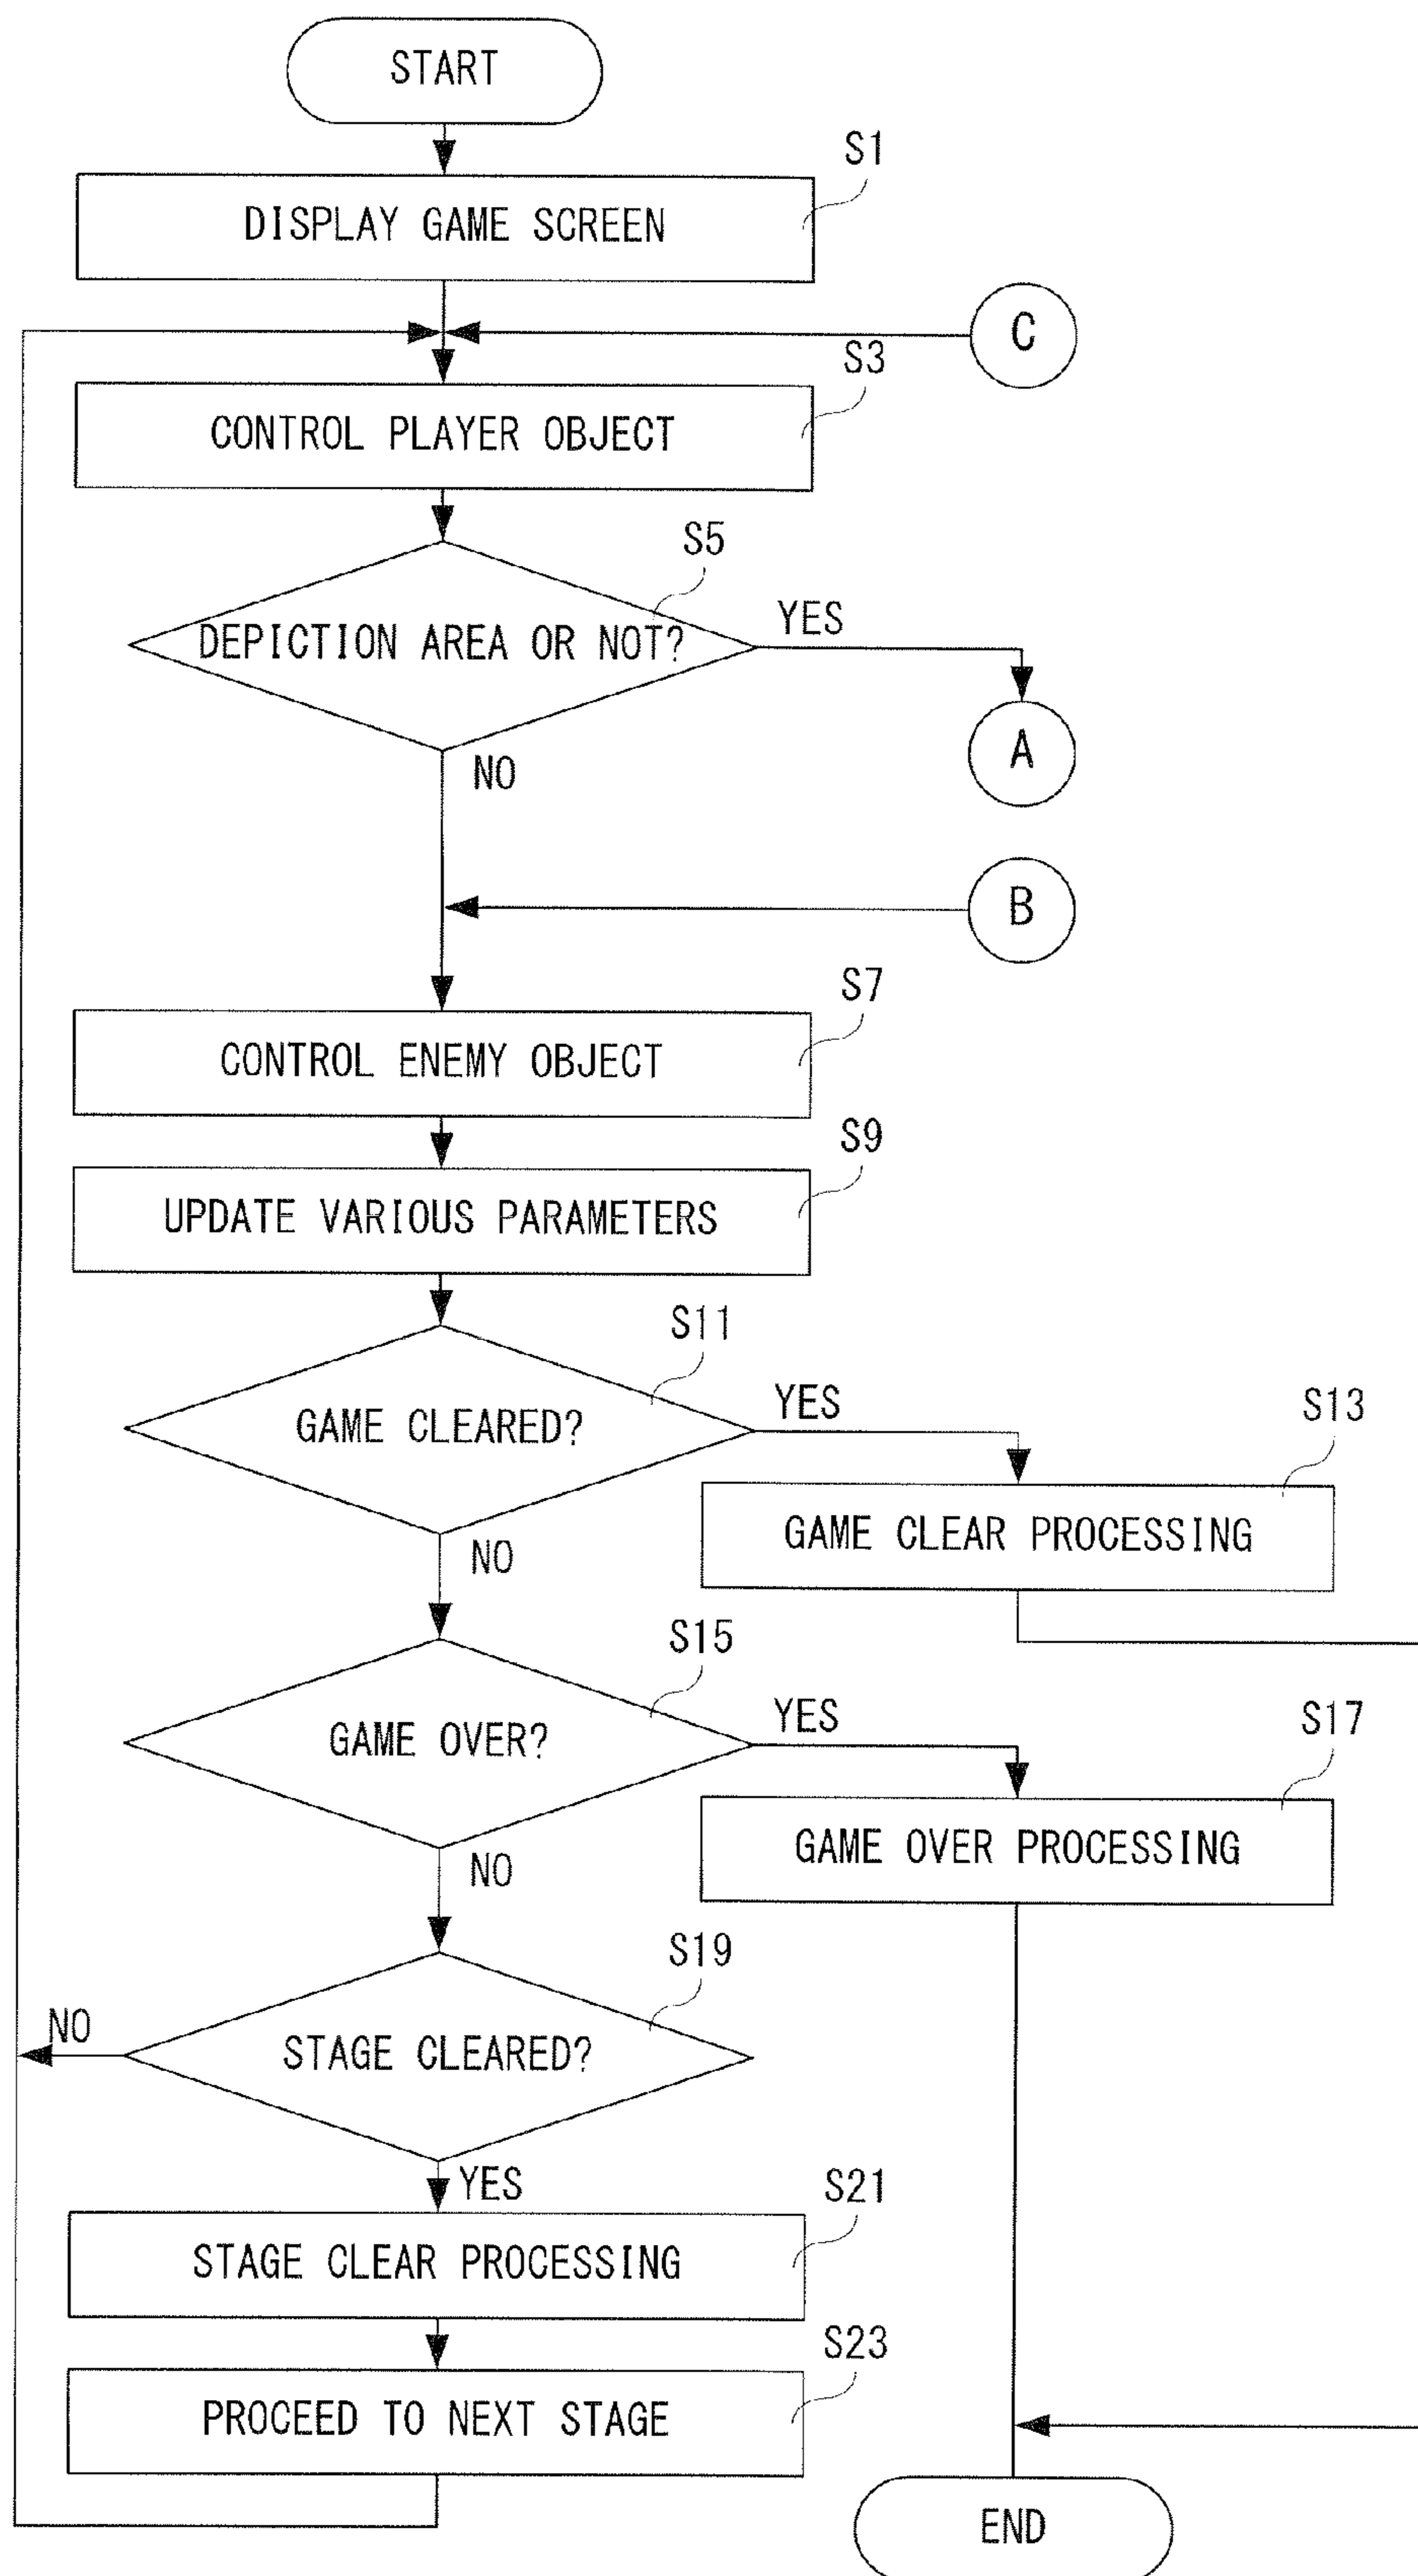 START
S1
DISPLAY GAME SCREEN
C
S3
CONTROL PLAYER OBJECT
S5
DEPICTION AREA OR NOT?
YES
A
NO
B
S7
CONTROL ENEMY OBJECT
S9
UPDATE VARIOUS PARAMETERS
S11
GAME CLEARED?
YES
S13
GAME CLEAR PROCESSING
NO
S15
GAME OVER?
YES
S17
GAME OVER PROCESSING
NO
S19
STAGE CLEARED?
NO
YES
S21
STAGE CLEAR PROCESSING
S23
PROCEED TO NEXT STAGE
END